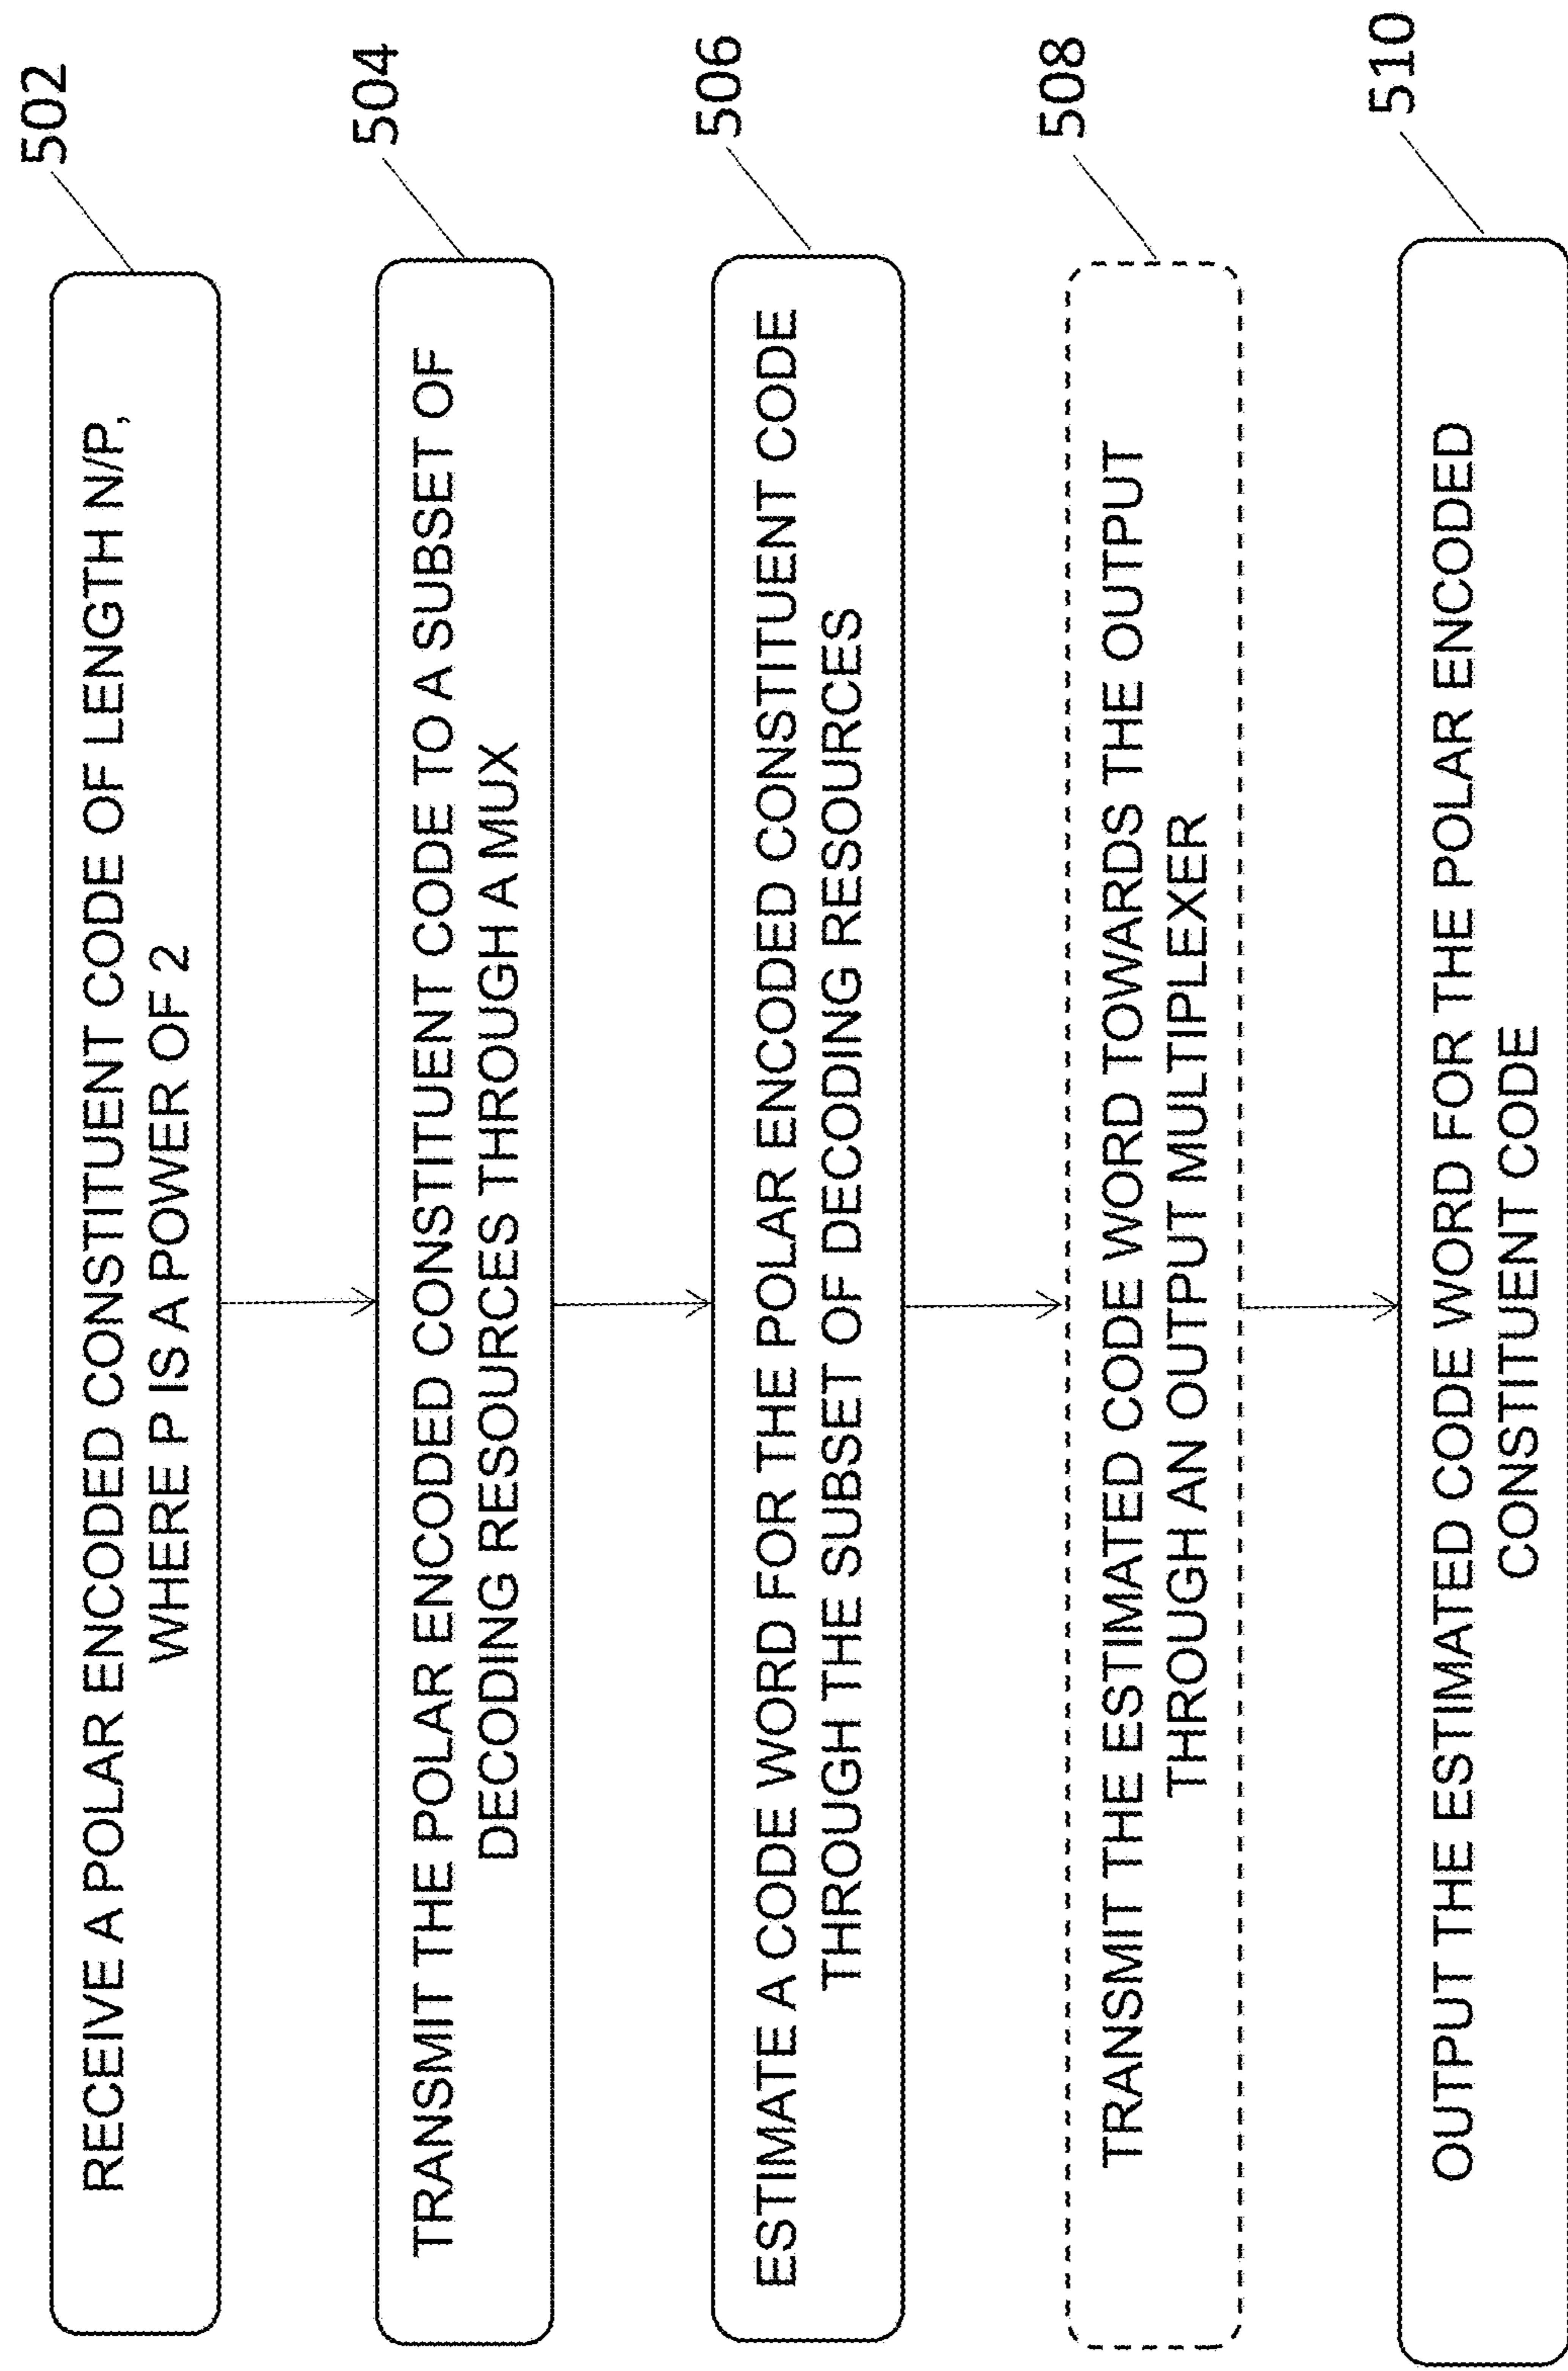 RECEIVE A POLAR ENCODED CONSTITUENT CODE OF LENGTH N/P,
WHERE P IS A POWER OF 2
502
TRANSMIT THE POLAR ENCODED CONSTITUENT CODE TO A SUBSET OF
DECODING RESOURCES THROUGH A MUX
504
ESTIMATE A CODE WORD FOR THE POLAR ENCODED CONSTITUENT CODE
THROUGH THE SUBSET OF DECODING RESOURCES
506
TRANSMIT THE ESTIMATED CODE WORD TOWARDS THE OUTPUT
THROUGH AN OUTPUT MULTIPLEXER
508
OUTPUT THE ESTIMATED CODE WORD FOR THE POLAR ENCODED
CONSTITUENT CODE
510